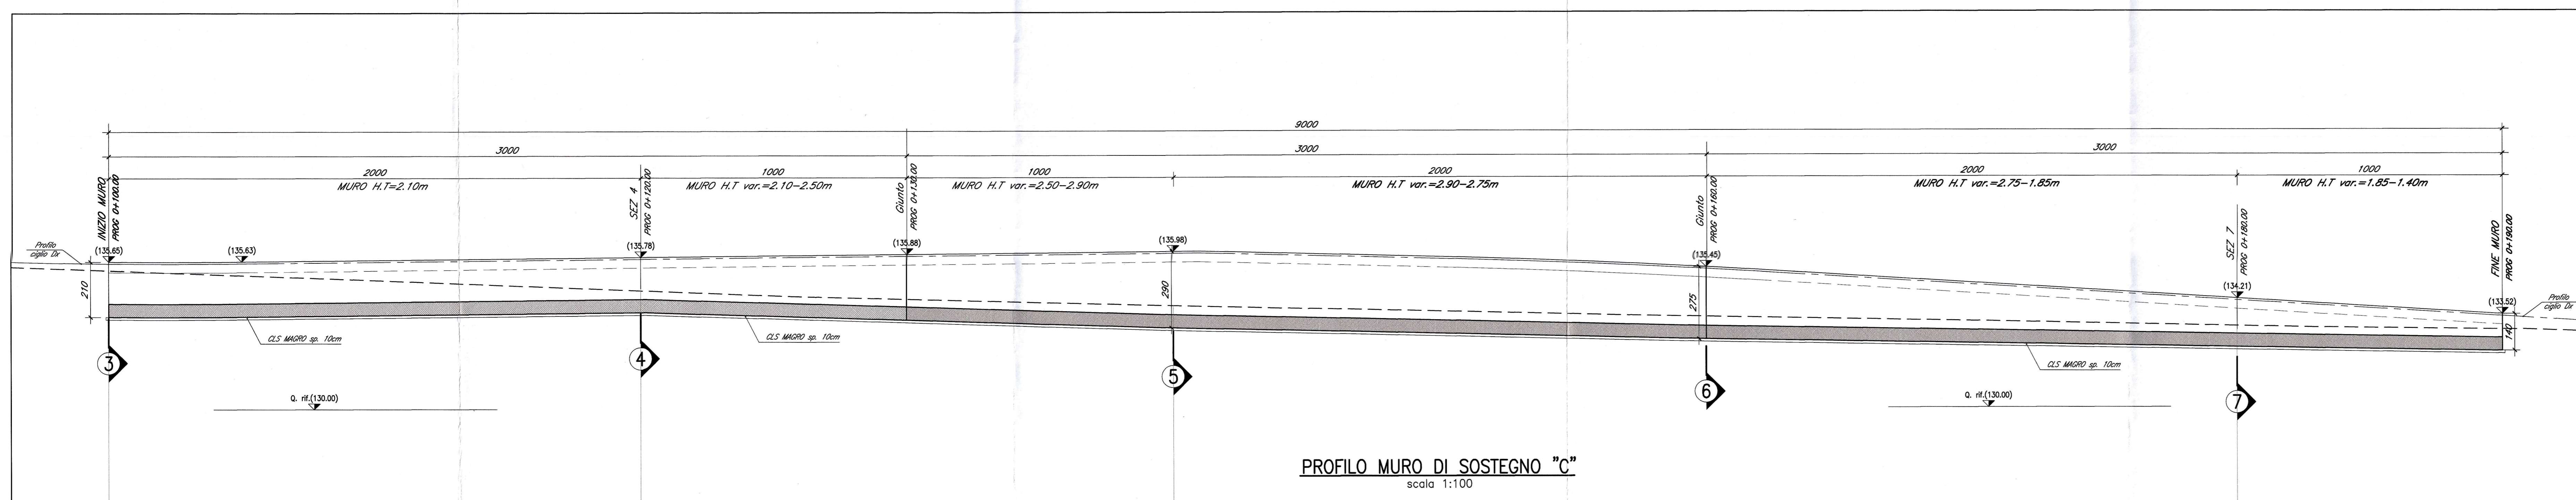 9000
3000
3000
3000
2000
1000
1000
2000
2000
1000
MURO H.T=2.10m
MURO H.T var.=2.10-2.50m
MURO H.T var.=2.50-2.90m
MURO H.T var.=2.90-2.75m
MURO H.T var.=2.75-1.85m
MURO H.T var.=1.85-1.40m
INIZIO MURO
PROG 0+100.00
SEZ 4
PROG 0+120.00
Giunto
PROG 0+130.00
Giunto
PROG 0+160.00
SEZ 7
PROG 0+180.00
FINE MURO
PROG 0+190.00
Profilo
ciglio Dx
(135.65)
(135.63)
(135.78)
(135.88)
(135.98)
(135.45)
(134.21)
(133.52)
Profilo
ciglio Dx
210
290
275
140
CLS MAGRO sp. 10cm
CLS MAGRO sp. 10cm
CLS MAGRO sp. 10cm
3
4
5
6
7
Q. rif.(130.00)
Q. rif.(130.00)
PROFILO MURO DI SOSTEGNO "C"
scala 1:100